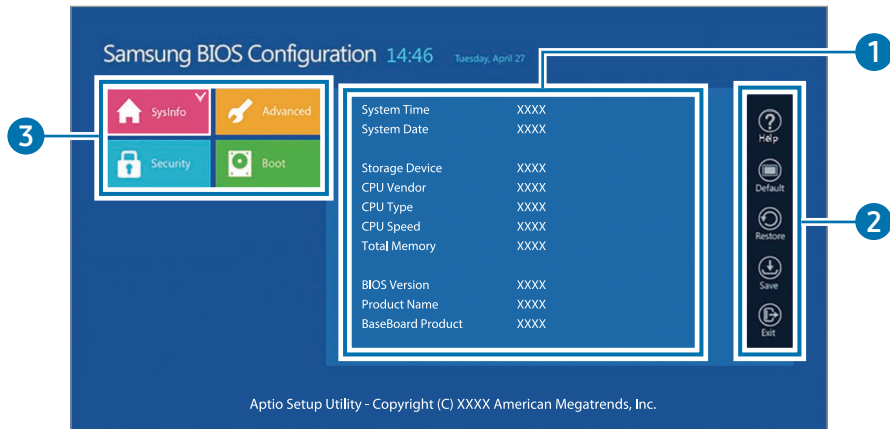 Samsung BIOS Configuration 14:46 Tuesday, April 27
1
SysInfo Advanced
Security Boot
3
System Time XXXX
System Date XXXX
Storage Device XXXX
CPU Vendor XXXX
CPU Type XXXX
CPU Speed XXXX
Total Memory XXXX
BIOS Version XXXX
Product Name XXXX
BaseBoard Product XXXX
Help
Default
Restore
Save
Exit
2
Aptio Setup Utility - Copyright (C) XXXX American Megatrends, Inc.